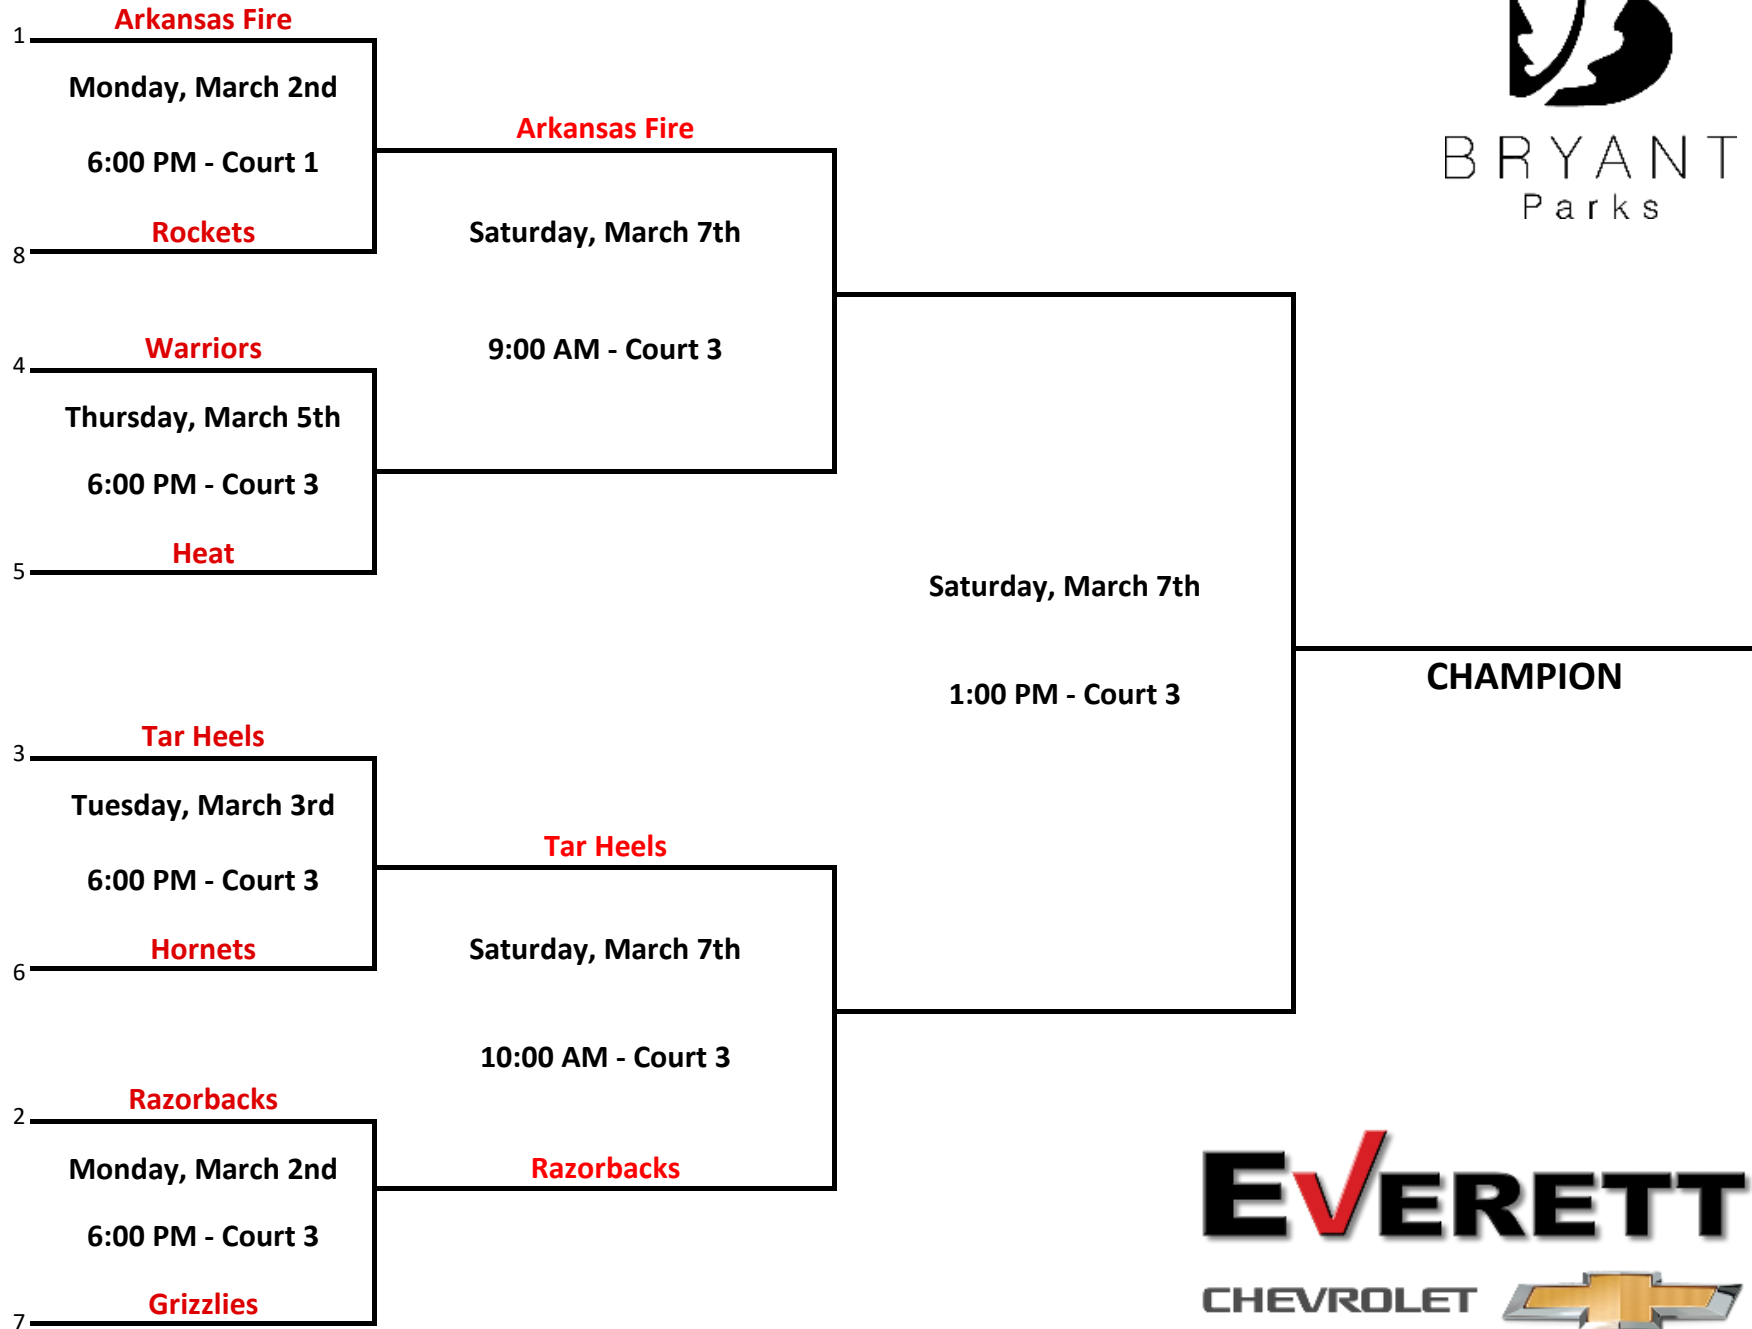 Arkansas Fire
1
Monday, March 2nd
6:00 PM - Court 1
Rockets
8
Warriors
4
Thursday, March 5th
6:00 PM - Court 3
Heat
5
Tar Heels
3
Tuesday, March 3rd
6:00 PM - Court 3
Hornets
6
Razorbacks
2
Monday, March 2nd
6:00 PM - Court 3
Grizzlies
7
Arkansas Fire
Saturday, March 7th
9:00 AM - Court 3
Tar Heels
Saturday, March 7th
10:00 AM - Court 3
Razorbacks
Saturday, March 7th
1:00 PM - Court 3
CHAMPION
BRYANT
Parks
EVERETT
CHEVROLET